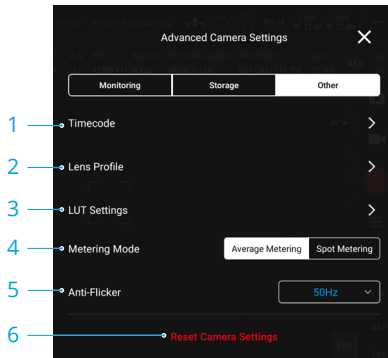 Advanced Camera Settings
Monitoring Storage Other
1 Timecode
2 Lens Profile
3 LUT Settings
4 Metering Mode Average Metering Spot Metering
5 Anti-Flicker 50Hz
6 Reset Camera Settings